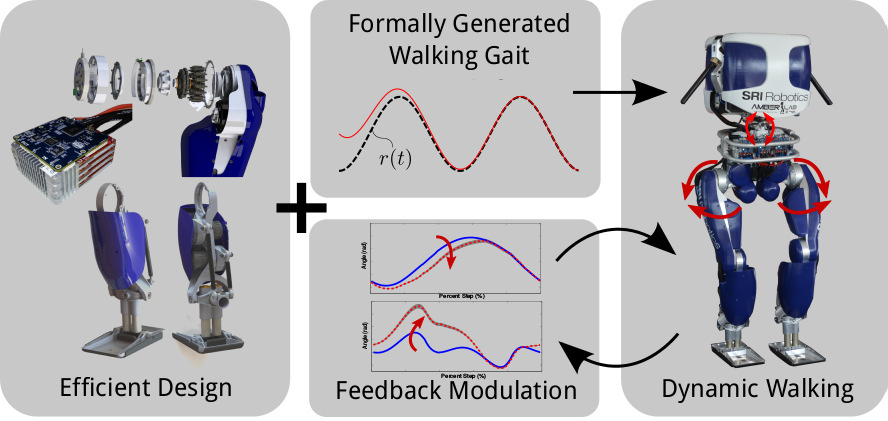 Efficient Design
Formally Generated
Walking Gait
r(t)
Angle (rad)
Percent Step (%)
Angle (rad)
Percent Step (%)
Feedback Modulation
SRI Robotics
AMBER LAB
Dynamic Walking